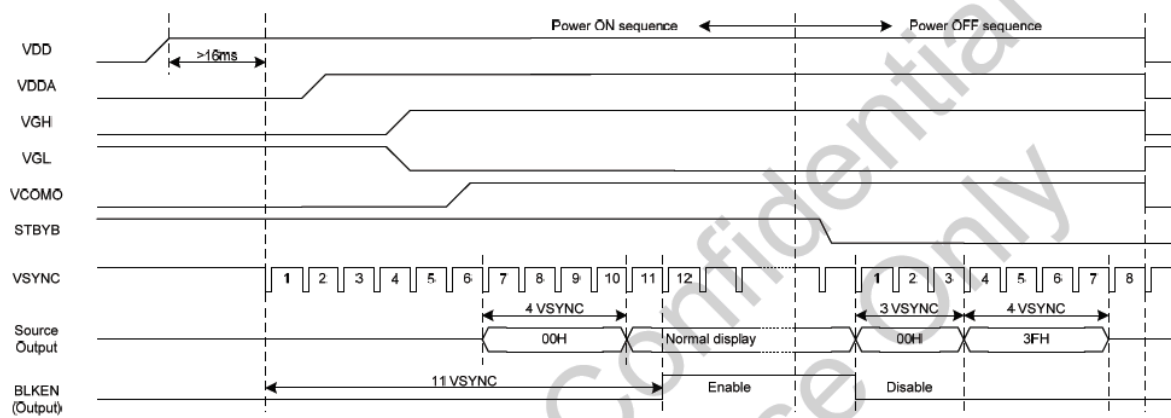 Power ON sequence Power OFF sequence
VDD
>16ms
VDDA
VGH
VGL
VCOMO
STBYB
VSYNC 1 2 3 4 5 6 7 8 9 10 11 12 1 2 3 4 5 6 7 8
4 VSYNC 3 VSYNC 4 VSYNC
Source
Output
00H Normal display 00H 3FH
11 VSYNC Enable Disable
BLKEN
(Output)
Confidential
Only